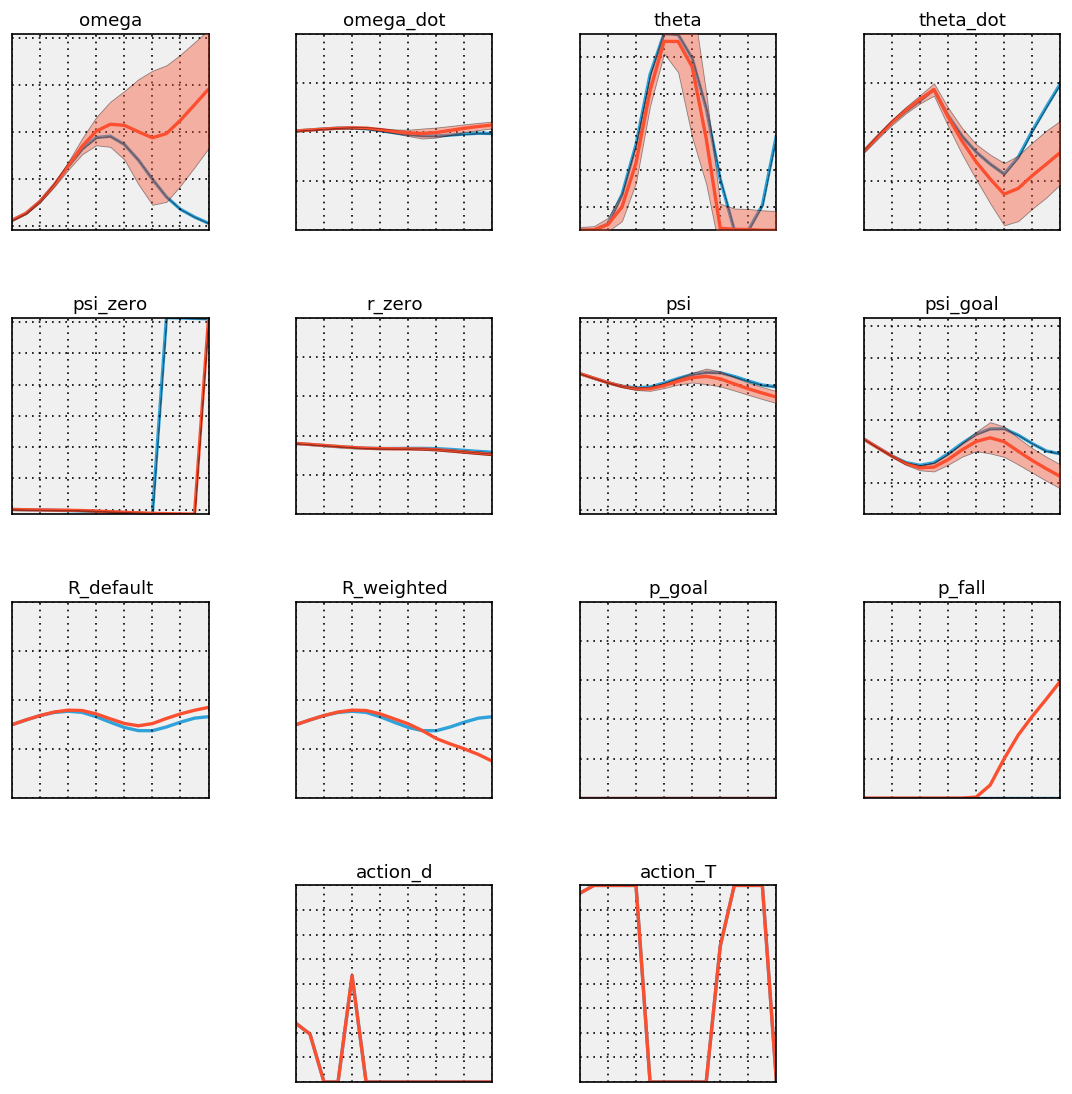 omega
omega_dot
theta
theta_dot
psi_zero
r_zero
psi
psi_goal
R_default
R_weighted
p_goal
p_fall
action_d
action_T